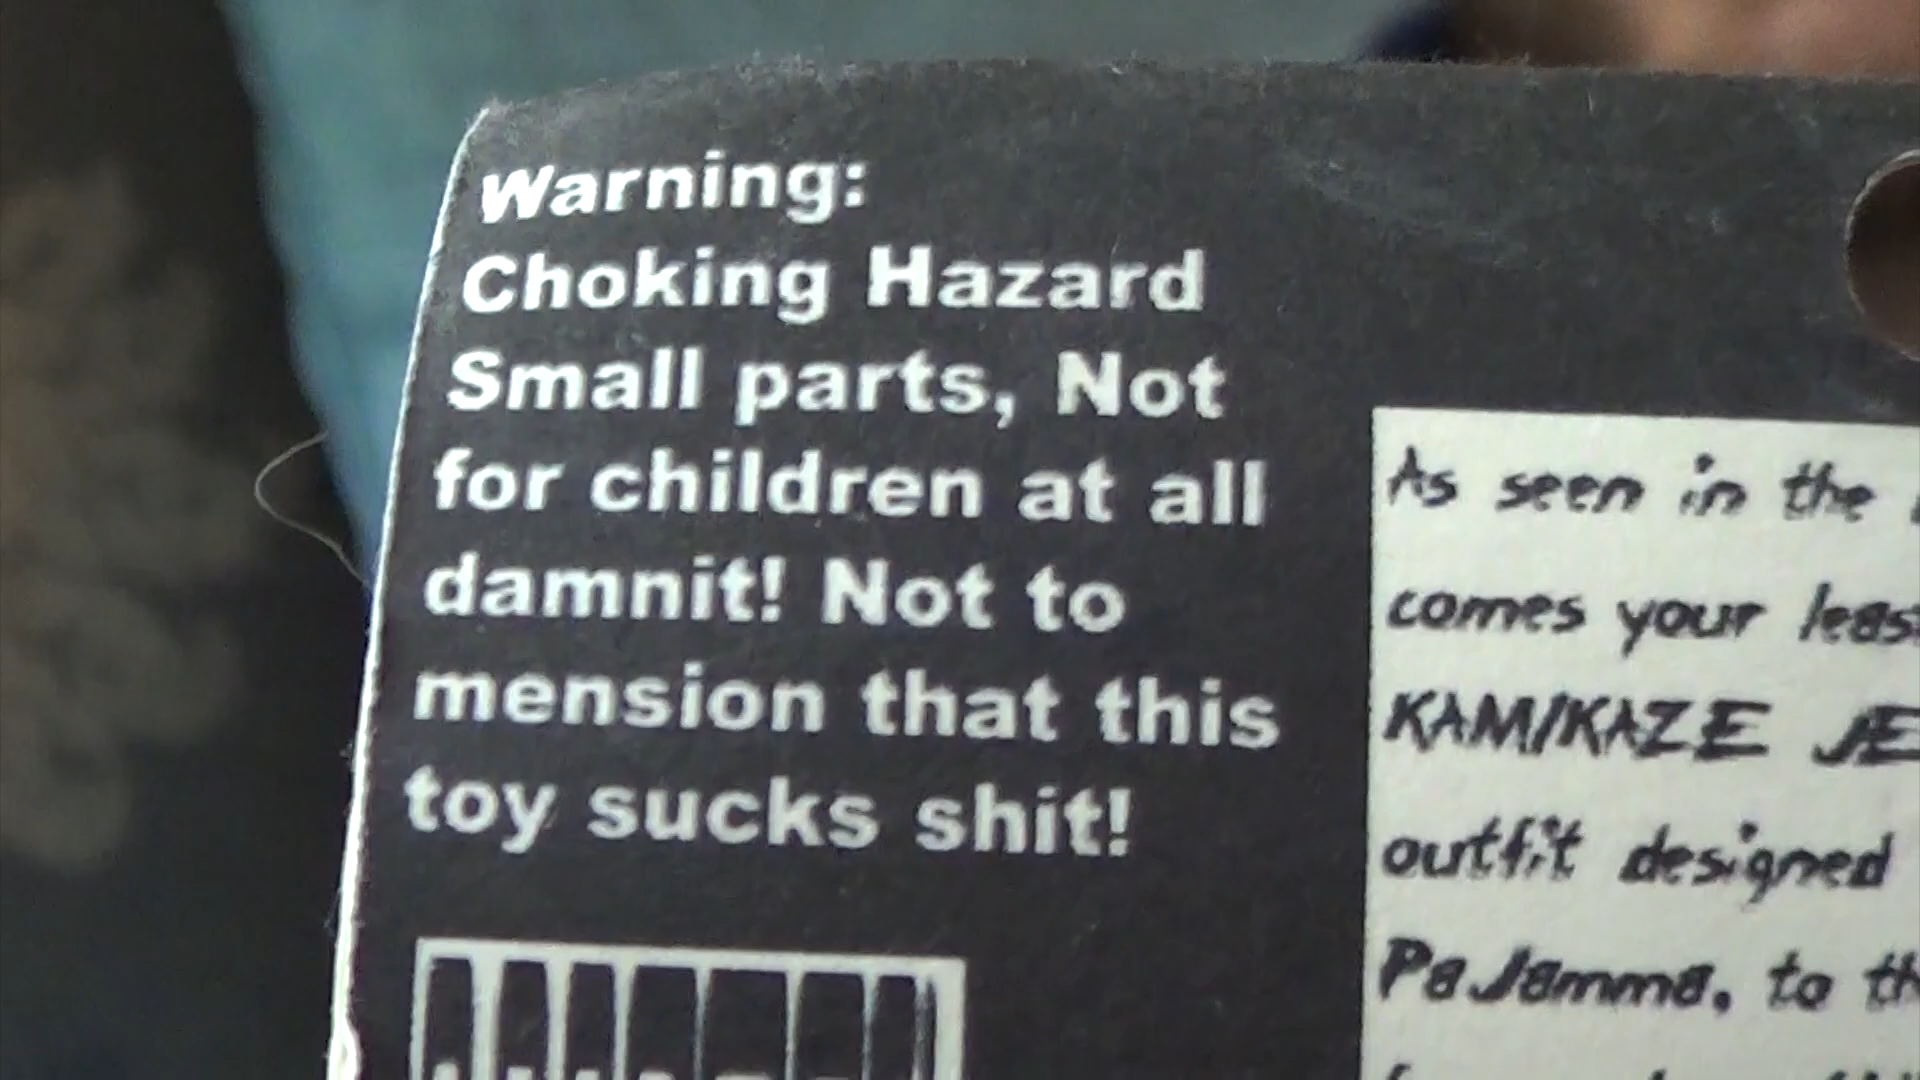 Warning:
Choking Hazard
Small parts, Not
for children at all
damnit! Not to
mension that this
toy sucks shit!
As seen in the
comes your
KAMIKAZE
outfit designed
PaJamma, to